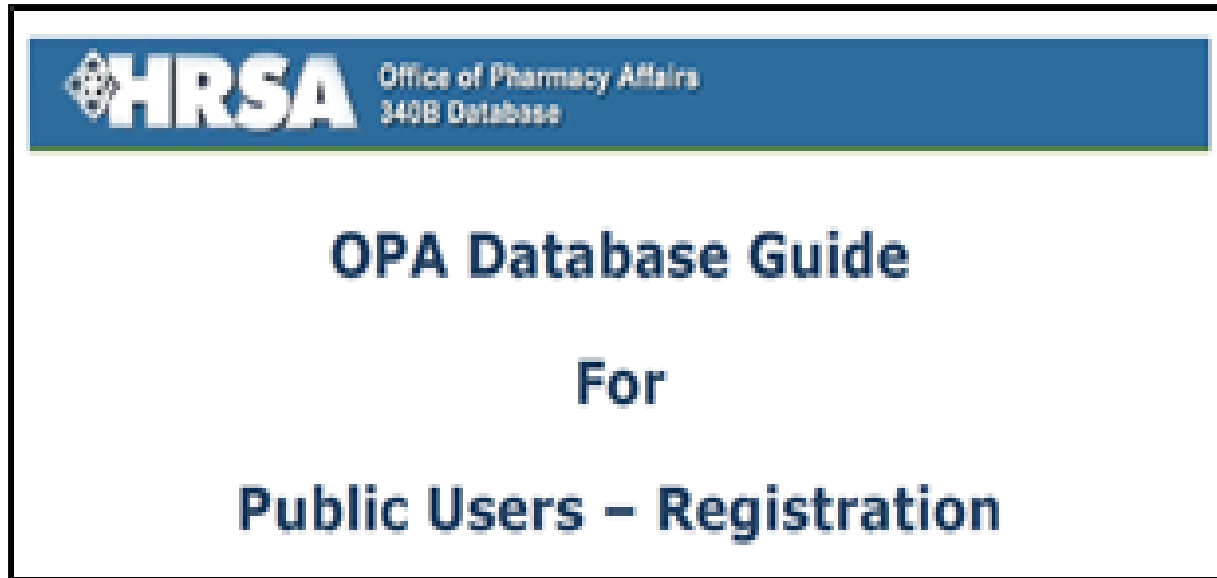 HRSA
Office of Pharmacy Affairs
340B Database
OPA Database Guide
For
Public Users – Registration